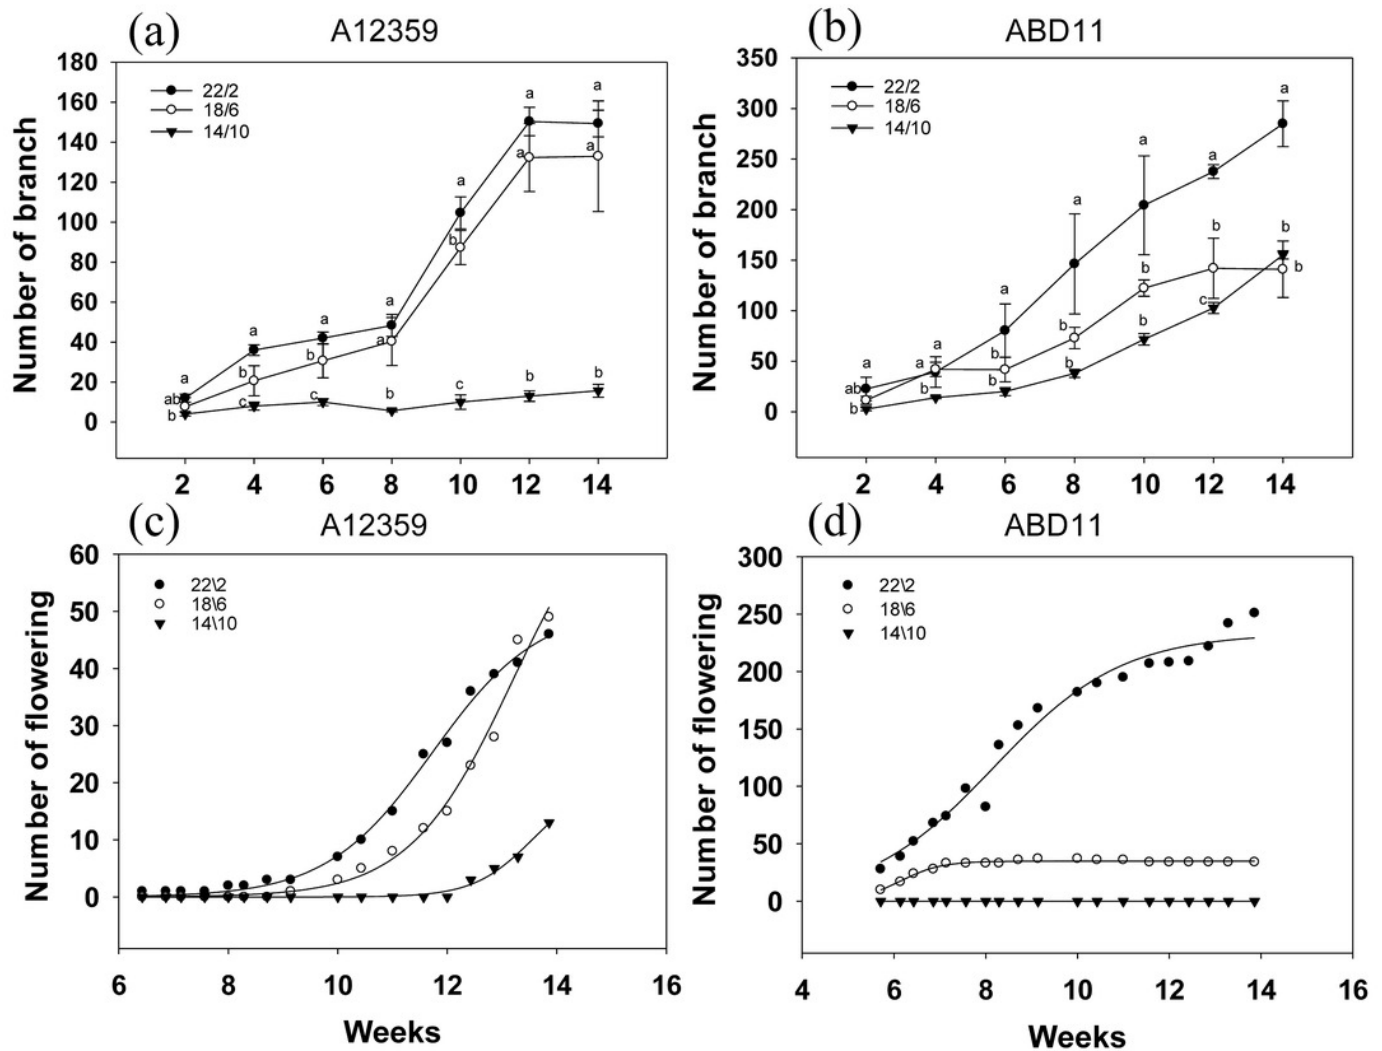 (a) A12359
Number of branch
180
160
140
120
100
80
60
40
20
0
22/2
18/6
14/10
a a a a a a a
ab b b a b a a
b c c b c b b
2 4 6 8 10 12 14
(b) ABD11
Number of branch
350
300
250
200
150
100
50
0
22/2
18/6
14/10
a a a a a a a
ab a b b b b b
b b b b b c b
2 4 6 8 10 12 14
(c) A12359
Number of flowering
60
50
40
30
20
10
0
22\2
18\6
14\10
6 8 10 12 14 16
Weeks
(d) ABD11
Number of flowering
300
250
200
150
100
50
0
22\2
18\6
14\10
4 6 8 10 12 14 16
Weeks